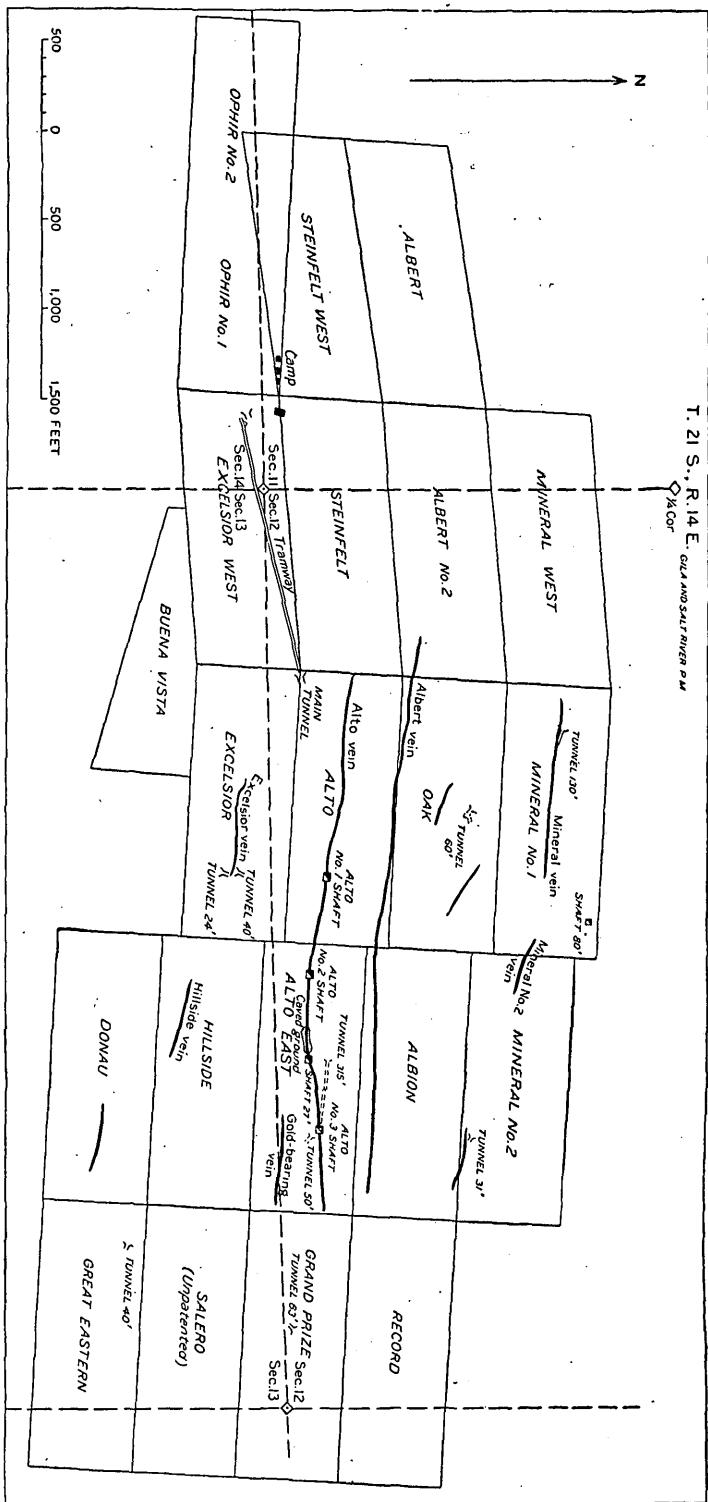 T. 21 S., R. 14 E. GILA AND SALT RIVER P M
1/4 Cor
N
MINERAL WEST
MINERAL No. 1
Mineral vein
TUNNEL 130'
SHAFT 80'
Mineral No. 2
vein
MINERAL No. 2
TUNNEL 31'
ALBERT
ALBERT No. 2
Albert vein
OAK
TUNNEL
60'
ALBION
RECORD
STEINFELT WEST
STEINFELT
Alto vein
ALTO
ALTO
No. 1 SHAFT
ALTO
No. 2 SHAFT
TUNNEL 315'
ALTO
No. 3 SHAFT
Caved ground
SHAFT 27'
TUNNEL 50'
ALTO
EAST
Gold-bearing
vein
GRAND PRIZE
TUNNEL 83'
Sec. 12
Sec. 13
Camp
Sec. 11
Sec. 12
Tramway
Sec. 14
Sec. 13
MAIN
TUNNEL
OPHIR No. 2
OPHIR No. 1
EXCELSIOR WEST
EXCELSIOR
Excelsior vein
TUNNEL 40'
TUNNEL 24'
HILLSIDE
Hillside vein
SALERO
(Unpatented)
BUENA VISTA
DONAU
TUNNEL 40'
GREAT EASTERN
500 0 500 1,000 1,500 FEET